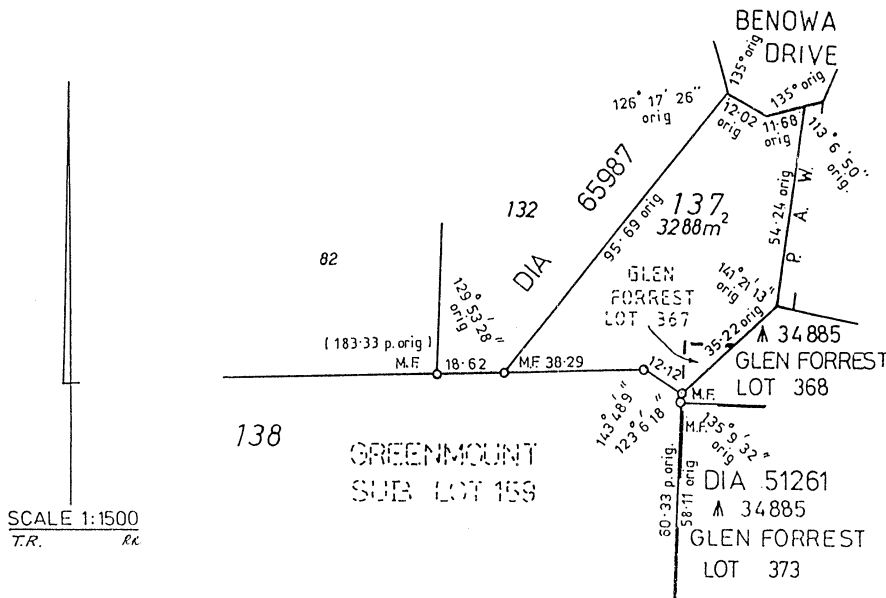 BENOWA
DRIVE
135° orig
135° orig
126° 17' 26"
orig
12·02
orig
11·68
orig
113° 6' 50"
orig.
65987
DIA
132
137
3288m²
95·69 orig
54·24 orig
P. A. W.
82
129° 53' 28"
orig
GLEN
FORREST
LOT 367
141° 21' 13"
orig
35·22 orig
34885
GLEN FORREST
LOT 368
(183·33 p.orig)
M.F.
18·62
M.F. 38·29
12·12
M.F.
138
143° 48' 9"
123° 6' 18"
M.F.
135° 9' 32"
orig
GREENMOUNT
SUB LOT 159
60·33 p.orig.
58·11 orig
DIA 51261
34885
GLEN FORREST
LOT 373
SCALE 1:1500
T.R.
RK